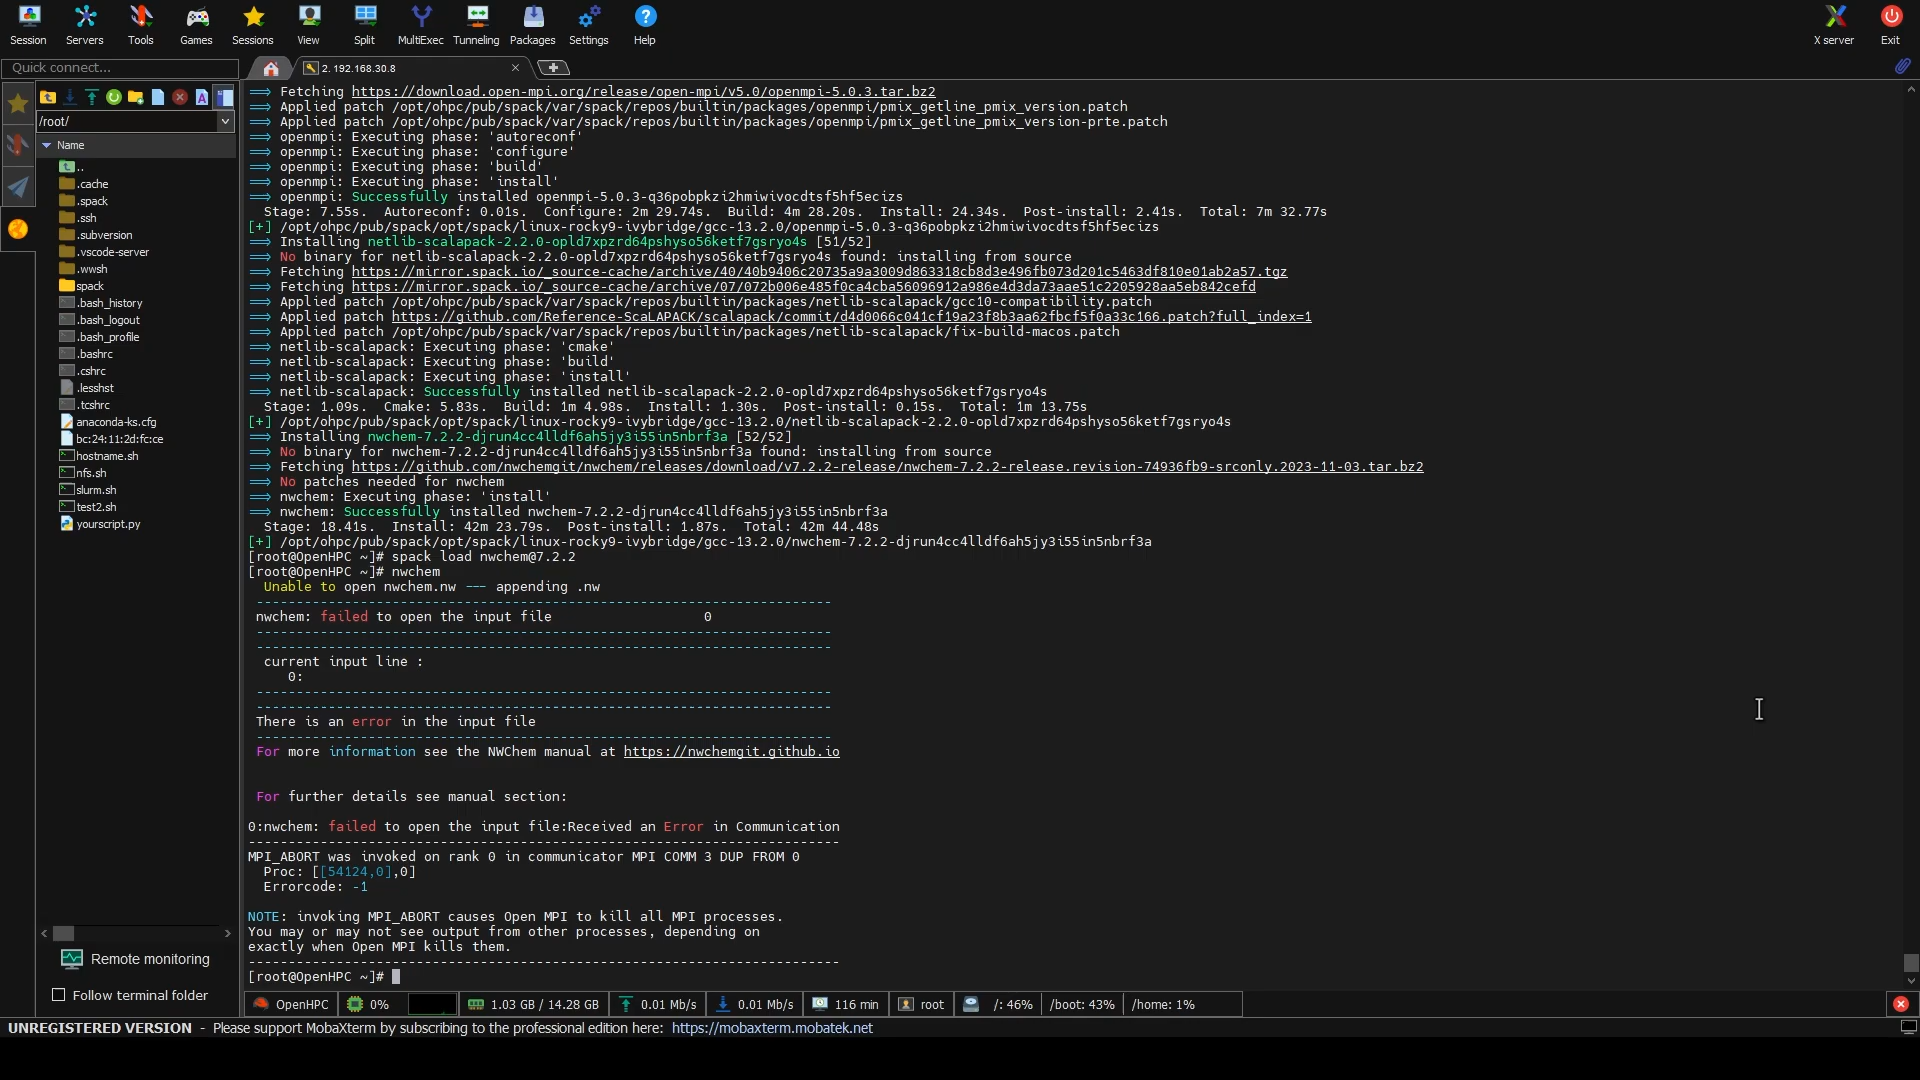 Session Servers Tools Games Sessions View Split MultiExec Tunneling Packages Settings Help X server Exit
Quick connect...
2. 192.168.30.8
/root/
Name
..
.cache
.spack
.ssh
.subversion
.vscode-server
.wwsh
spack
.bash_history
.bash_logout
.bash_profile
.bashrc
.cshrc
.lesshst
.tcshrc
anaconda-ks.cfg
bc:24:11:2d:fc:ce
hostname.sh
nfs.sh
slurm.sh
test2.sh
yourscript.py
Remote monitoring
Follow terminal folder
==> Fetching https://download.open-mpi.org/release/open-mpi/v5.0/openmpi-5.0.3.tar.bz2
==> Applied patch /opt/ohpc/pub/spack/var/spack/repos/builtin/packages/openmpi/pmix_getline_pmix_version.patch
==> Applied patch /opt/ohpc/pub/spack/var/spack/repos/builtin/packages/openmpi/pmix_getline_pmix_version-prte.patch
==> openmpi: Executing phase: 'autoreconf'
==> openmpi: Executing phase: 'configure'
==> openmpi: Executing phase: 'build'
==> openmpi: Executing phase: 'install'
==> openmpi: Successfully installed openmpi-5.0.3-q36pobpkzi2hmiwivocdtsf5hf5ecizs
Stage: 7.55s. Autoreconf: 0.01s. Configure: 2m 29.74s. Build: 4m 28.20s. Install: 24.34s. Post-install: 2.41s. Total: 7m 32.77s
[+] /opt/ohpc/pub/spack/opt/spack/linux-rocky9-ivybridge/gcc-13.2.0/openmpi-5.0.3-q36pobpkzi2hmiwivocdtsf5hf5ecizs
==> Installing netlib-scalapack-2.2.0-opld7xpzrd64pshyso56ketf7gsryo4s [51/52]
==> No binary for netlib-scalapack-2.2.0-opld7xpzrd64pshyso56ketf7gsryo4s found: installing from source
==> Fetching https://mirror.spack.io/_source-cache/archive/40/40b9406c20735a9a3009d863318cb8d3e496fb073d201c5463df810e01ab2a57.tgz
==> Fetching https://mirror.spack.io/_source-cache/archive/07/072b006e485f0ca4cba56096912a986e4d3da73aae51c2205928aa5eb842cefd
==> Applied patch /opt/ohpc/pub/spack/var/spack/repos/builtin/packages/netlib-scalapack/gcc10-compatibility.patch
==> Applied patch https://github.com/Reference-ScaLAPACK/scalapack/commit/d4d0066c041cf19a23f8b3aa62fbcf5f0a33c166.patch?full_index=1
==> Applied patch /opt/ohpc/pub/spack/var/spack/repos/builtin/packages/netlib-scalapack/fix-build-macos.patch
==> netlib-scalapack: Executing phase: 'cmake'
==> netlib-scalapack: Executing phase: 'build'
==> netlib-scalapack: Executing phase: 'install'
==> netlib-scalapack: Successfully installed netlib-scalapack-2.2.0-opld7xpzrd64pshyso56ketf7gsryo4s
Stage: 1.09s. Cmake: 5.83s. Build: 1m 4.98s. Install: 1.30s. Post-install: 0.15s. Total: 1m 13.75s
[+] /opt/ohpc/pub/spack/opt/spack/linux-rocky9-ivybridge/gcc-13.2.0/netlib-scalapack-2.2.0-opld7xpzrd64pshyso56ketf7gsryo4s
==> Installing nwchem-7.2.2-djrun4cc4lldf6ah5jy3i55in5nbrf3a [52/52]
==> No binary for nwchem-7.2.2-djrun4cc4lldf6ah5jy3i55in5nbrf3a found: installing from source
==> Fetching https://github.com/nwchemgit/nwchem/releases/download/v7.2.2-release/nwchem-7.2.2-release.revision-74936fb9-srconly.2023-11-03.tar.bz2
==> No patches needed for nwchem
==> nwchem: Executing phase: 'install'
==> nwchem: Successfully installed nwchem-7.2.2-djrun4cc4lldf6ah5jy3i55in5nbrf3a
Stage: 18.41s. Install: 42m 23.79s. Post-install: 1.87s. Total: 42m 44.48s
[+] /opt/ohpc/pub/spack/opt/spack/linux-rocky9-ivybridge/gcc-13.2.0/nwchem-7.2.2-djrun4cc4lldf6ah5jy3i55in5nbrf3a
[root@OpenHPC ~]# spack load nwchem@7.2.2
[root@OpenHPC ~]# nwchem
Unable to open nwchem.nw --- appending .nw
------------------------------------------------------------------------
nwchem: failed to open the input file 0
------------------------------------------------------------------------
------------------------------------------------------------------------
current input line :
0:
------------------------------------------------------------------------
------------------------------------------------------------------------
There is an error in the input file
------------------------------------------------------------------------
For more information see the NWChem manual at https://nwchemgit.github.io
For further details see manual section:
0:nwchem: failed to open the input file:Received an Error in Communication
--------------------------------------------------------------------------
MPI_ABORT was invoked on rank 0 in communicator MPI COMM 3 DUP FROM 0
Proc: [[54124,0],0]
Errorcode: -1
NOTE: invoking MPI_ABORT causes Open MPI to kill all MPI processes.
You may or may not see output from other processes, depending on
exactly when Open MPI kills them.
--------------------------------------------------------------------------
[root@OpenHPC ~]#
OpenHPC 0% 1.03 GB / 14.28 GB 0.01 Mb/s 0.01 Mb/s 116 min root /: 46% /boot: 43% /home: 1%
UNREGISTERED VERSION - Please support MobaXterm by subscribing to the professional edition here: https://mobaxterm.mobatek.net